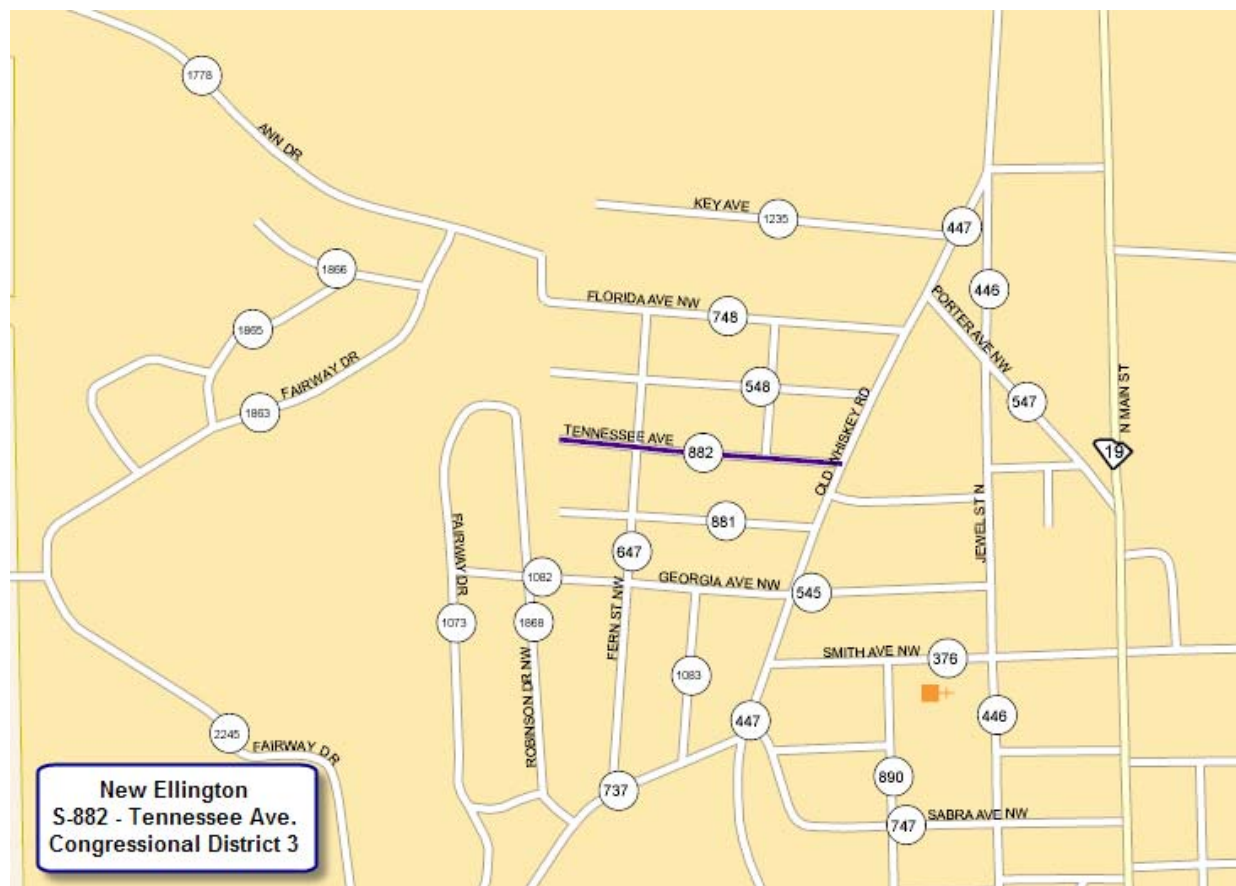 1778
ANN DR
KEY AVE
1235
447
1866
446
FLORIDA AVE NW
748
PORTER AVE NW
1865
FAIRWAY DR
548
547
N MAIN ST
1863
OLD WHISKEY RD
TENNESSEE AVE
882
19
881
JEWEL ST N
FAIRWAY DR
647
1082
GEORGIA AVE NW
545
1073
1868
FERN ST NW
SMITH AVE NW
376
1083
ROBINSON DR NW
447
446
2245
FAIRWAY DR
737
890
747
SABRA AVE NW
New Ellington
S-882 - Tennessee Ave.
Congressional District 3